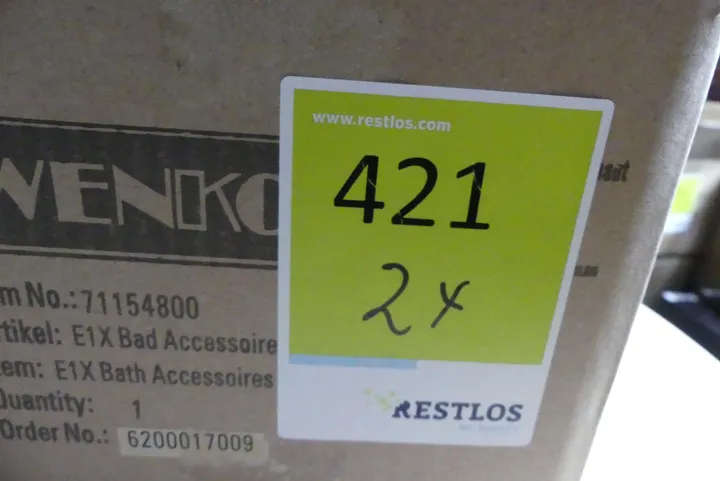 WENKO
m No.: 71154800
rtikel: E1X Bad Accessoire
tem: E1X Bath Accessoires
Quantity: 1
Order No.: 6200017009
www.restlos.com
421
2x
RESTLOS